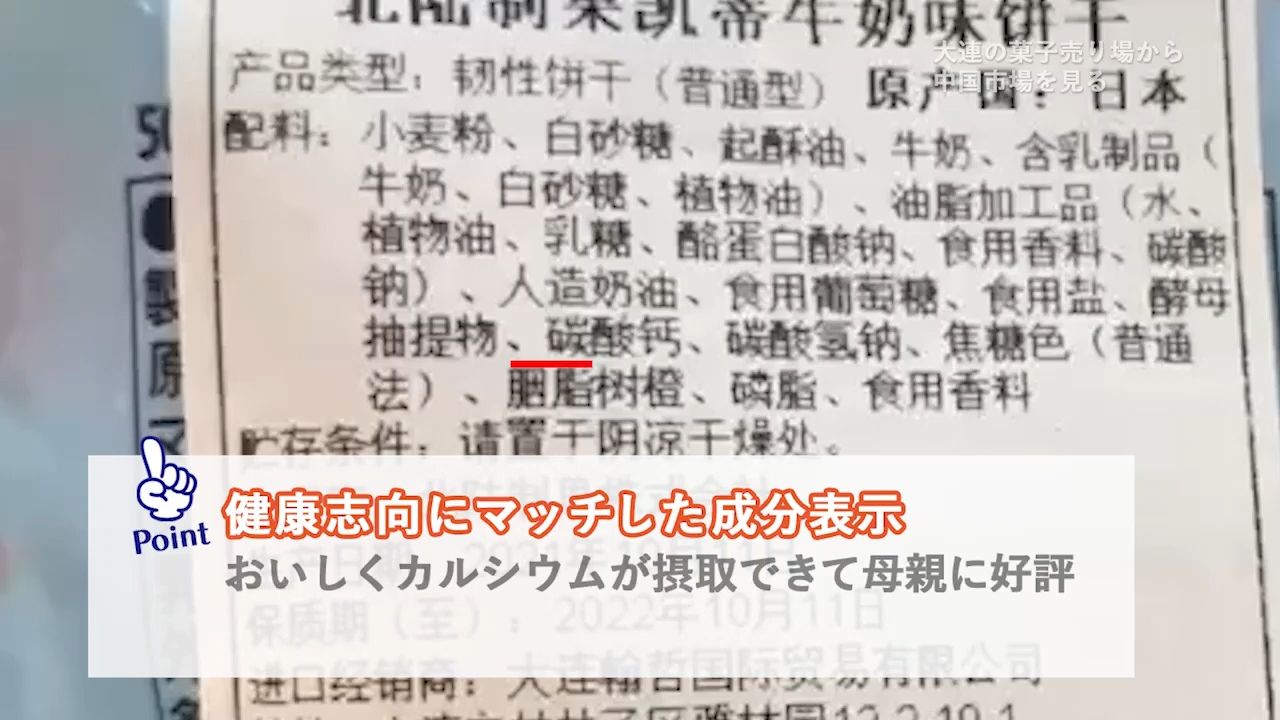 北陆制菓凯蒂牛奶味饼干
大連の菓子売り場から
中国市場を見る
产品类型：韧性饼干（普通型） 原产国：日本
配料：小麦粉、白砂糖、起酥油、牛奶、含乳制品（
牛奶、白砂糖、植物油）、油脂加工品（水、
植物油、乳糖、酪蛋白酸钠、食用香料、碳酸
钠）、人造奶油、食用葡萄糖、食用盐、酵母
抽提物、碳酸钙、碳酸氢钠、焦糖色（普通
法）、胭脂树橙、磷脂、食用香料
贮存条件：请置于阴凉干燥处。
Point
健康志向にマッチした成分表示
おいしくカルシウムが摂取できて母親に好評
保质期（至）：2022年10月11日
进口经销商：大连翰哲国际贸易有限公司